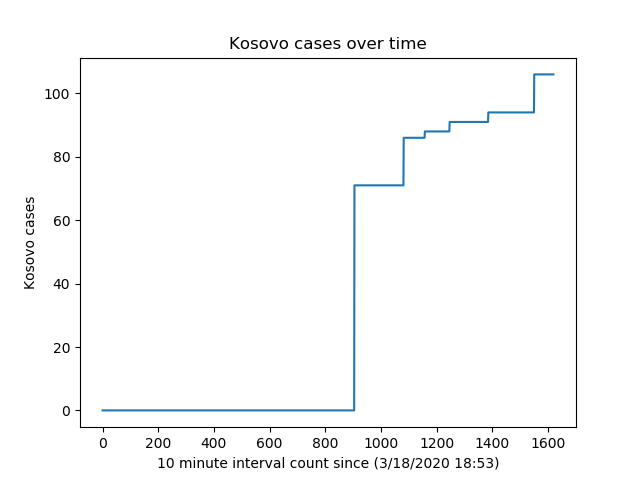 Kosovo cases over time
100
80
60
40
20
0
Kosovo cases
0 200 400 600 800 1000 1200 1400 1600
10 minute interval count since (3/18/2020 18:53)